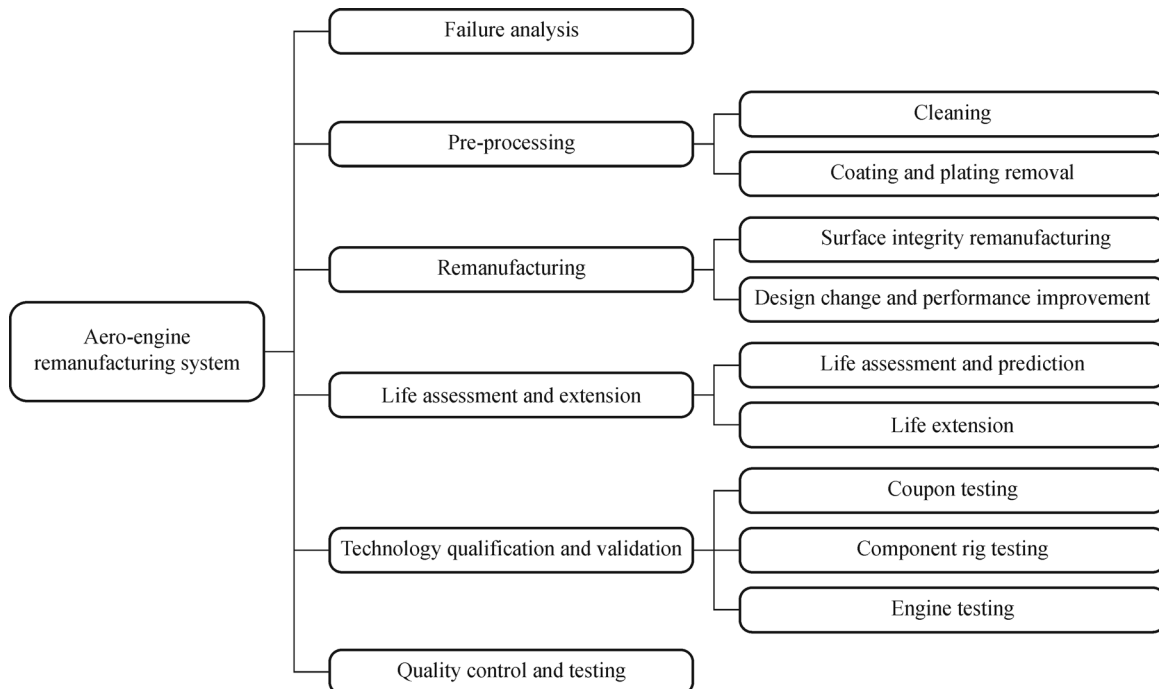 Failure analysis
Cleaning
Pre-processing
Coating and plating removal
Surface integrity remanufacturing
Remanufacturing
Design change and performance improvement
Aero-engine
remanufacturing system
Life assessment and prediction
Life assessment and extension
Life extension
Coupon testing
Technology qualification and validation
Component rig testing
Engine testing
Quality control and testing